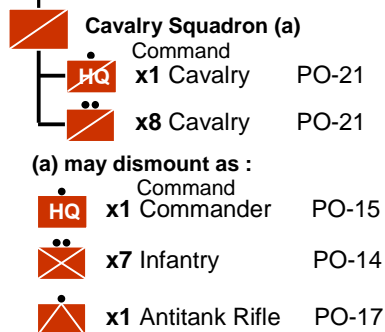 Cavalry Squadron (a)
Command
HQ x1 Cavalry PO-21
x8 Cavalry PO-21
(a) may dismount as :
Command
HQ x1 Commander PO-15
x7 Infantry PO-14
x1 Antitank Rifle PO-17